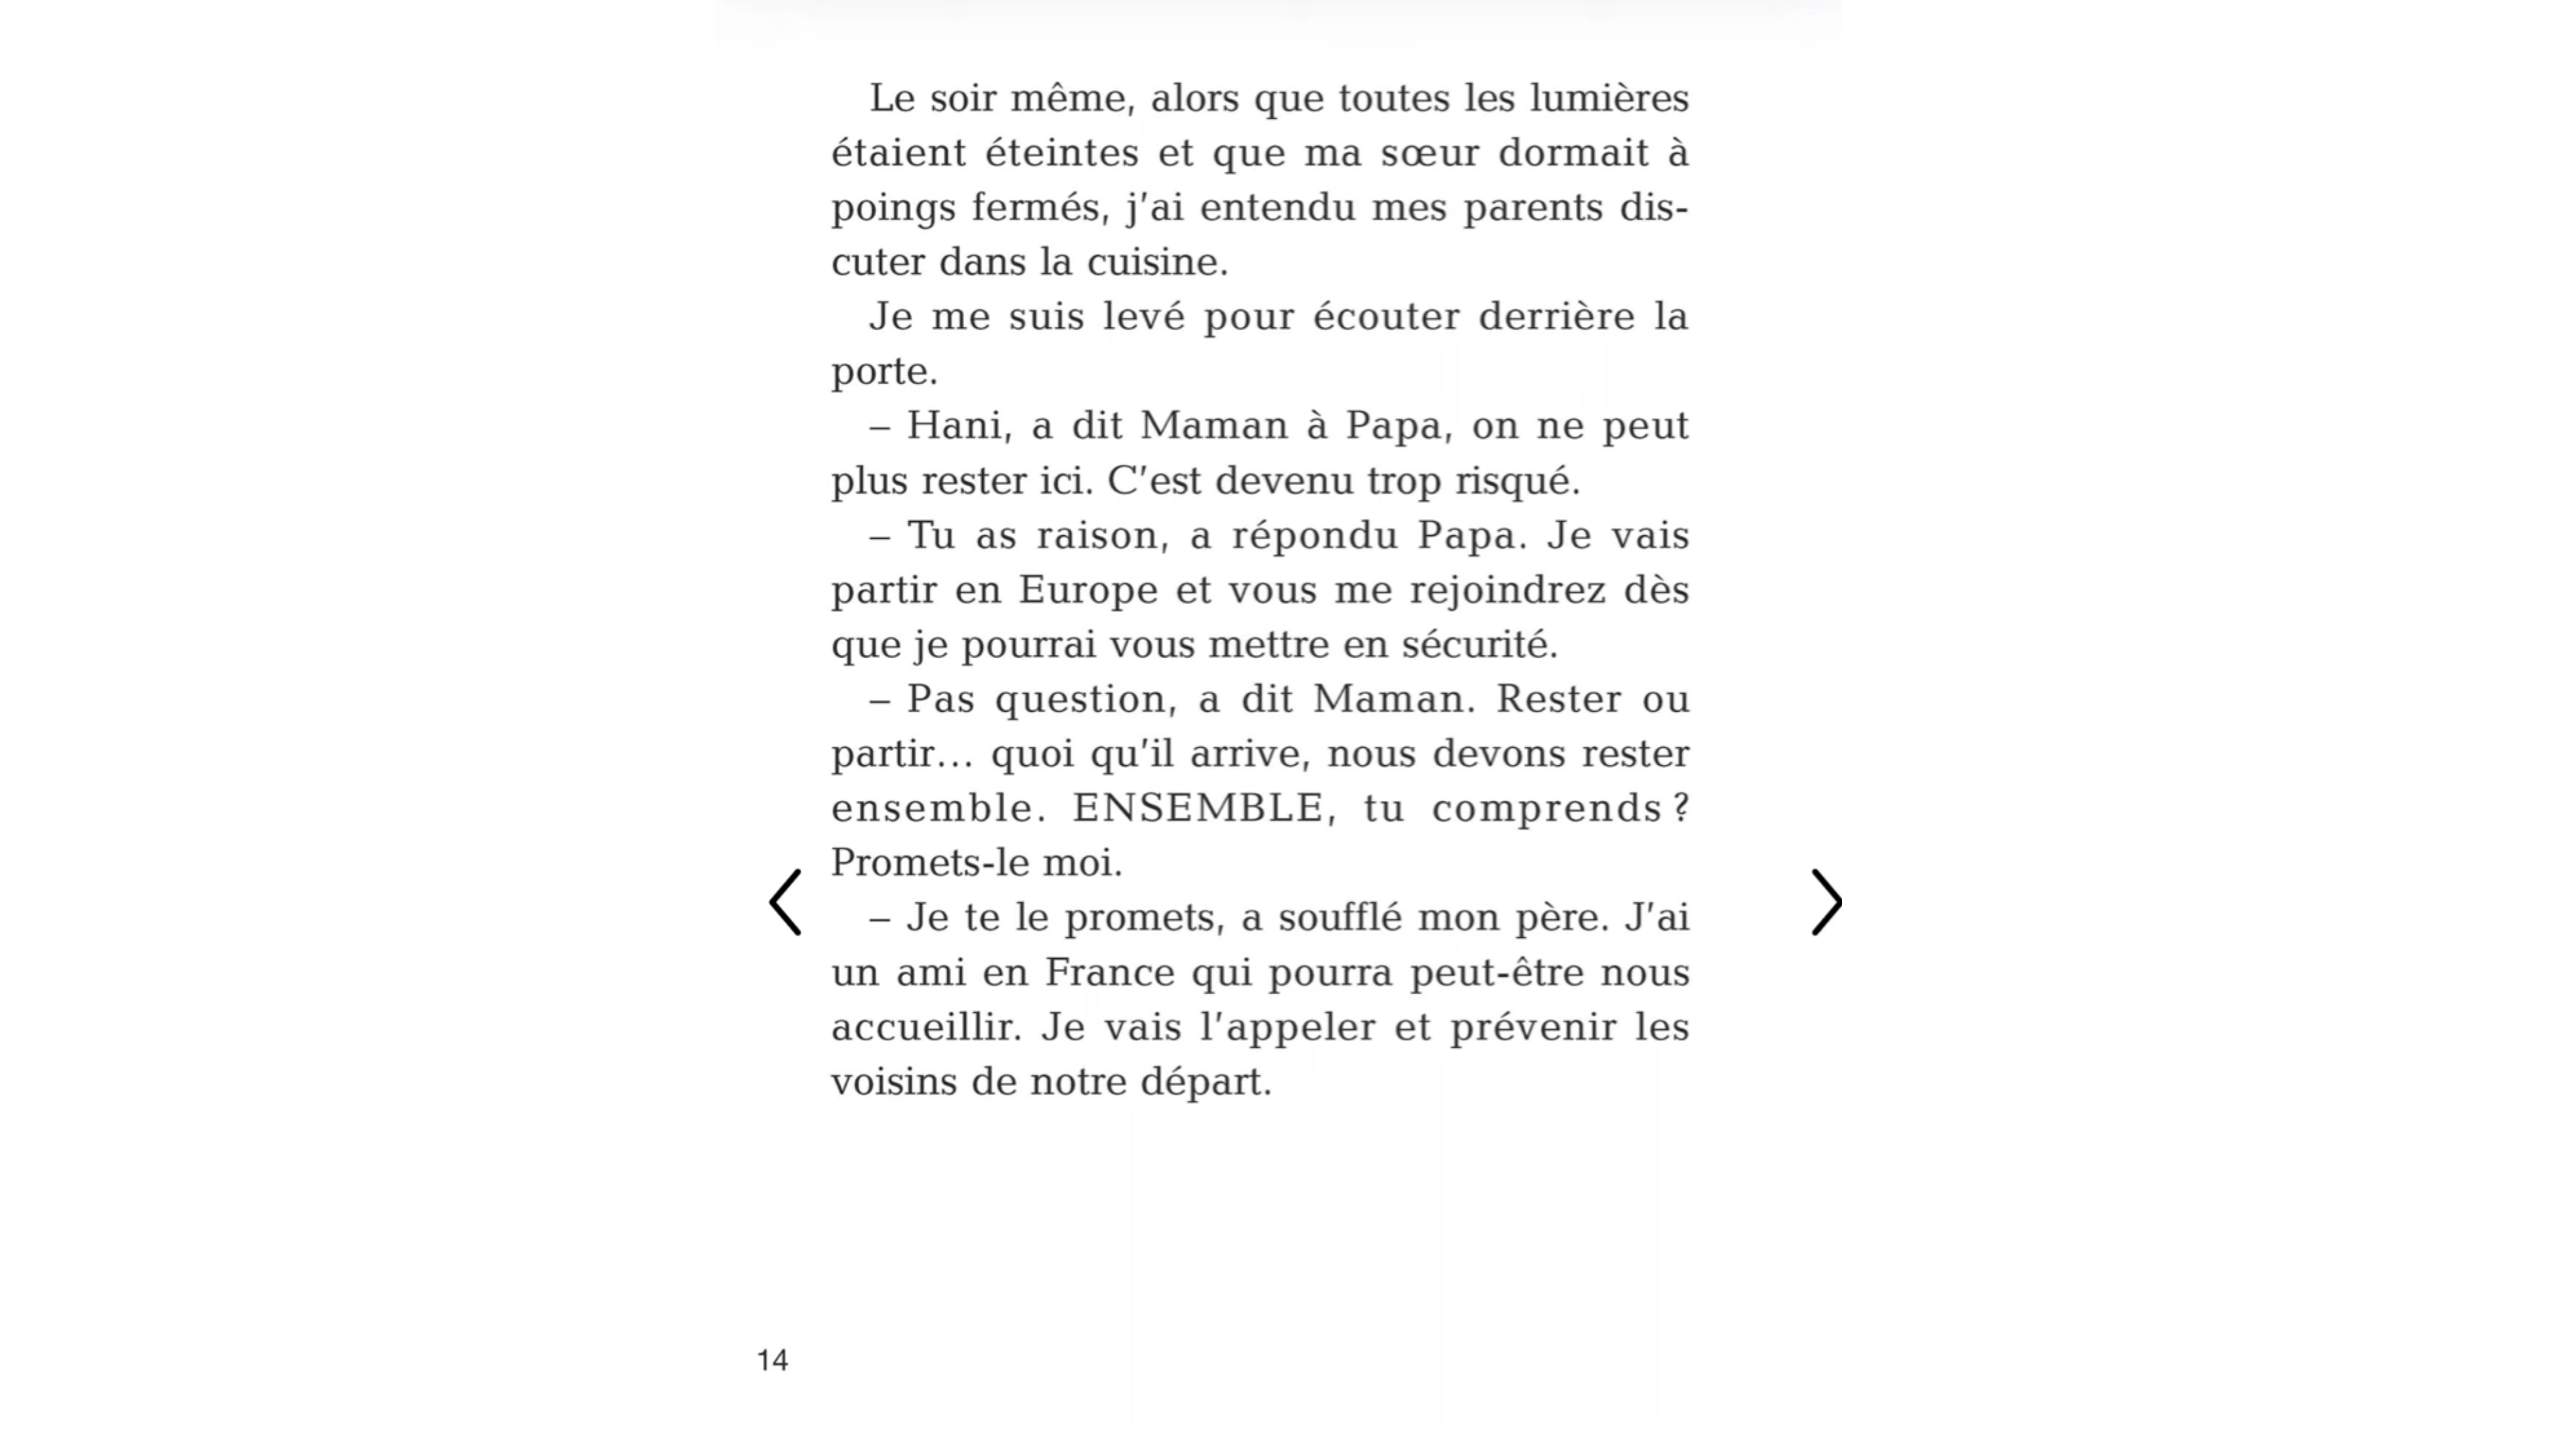 Le soir même, alors que toutes les lumières
étaient éteintes et que ma sœur dormait à
poings fermés, j’ai entendu mes parents dis-
cuter dans la cuisine.
Je me suis levé pour écouter derrière la
porte.
– Hani, a dit Maman à Papa, on ne peut
plus rester ici. C’est devenu trop risqué.
– Tu as raison, a répondu Papa. Je vais
partir en Europe et vous me rejoindrez dès
que je pourrai vous mettre en sécurité.
– Pas question, a dit Maman. Rester ou
partir… quoi qu’il arrive, nous devons rester
ensemble. ENSEMBLE, tu comprends ?
Promets-le moi.
– Je te le promets, a soufflé mon père. J’ai
un ami en France qui pourra peut-être nous
accueillir. Je vais l’appeler et prévenir les
voisins de notre départ.
14